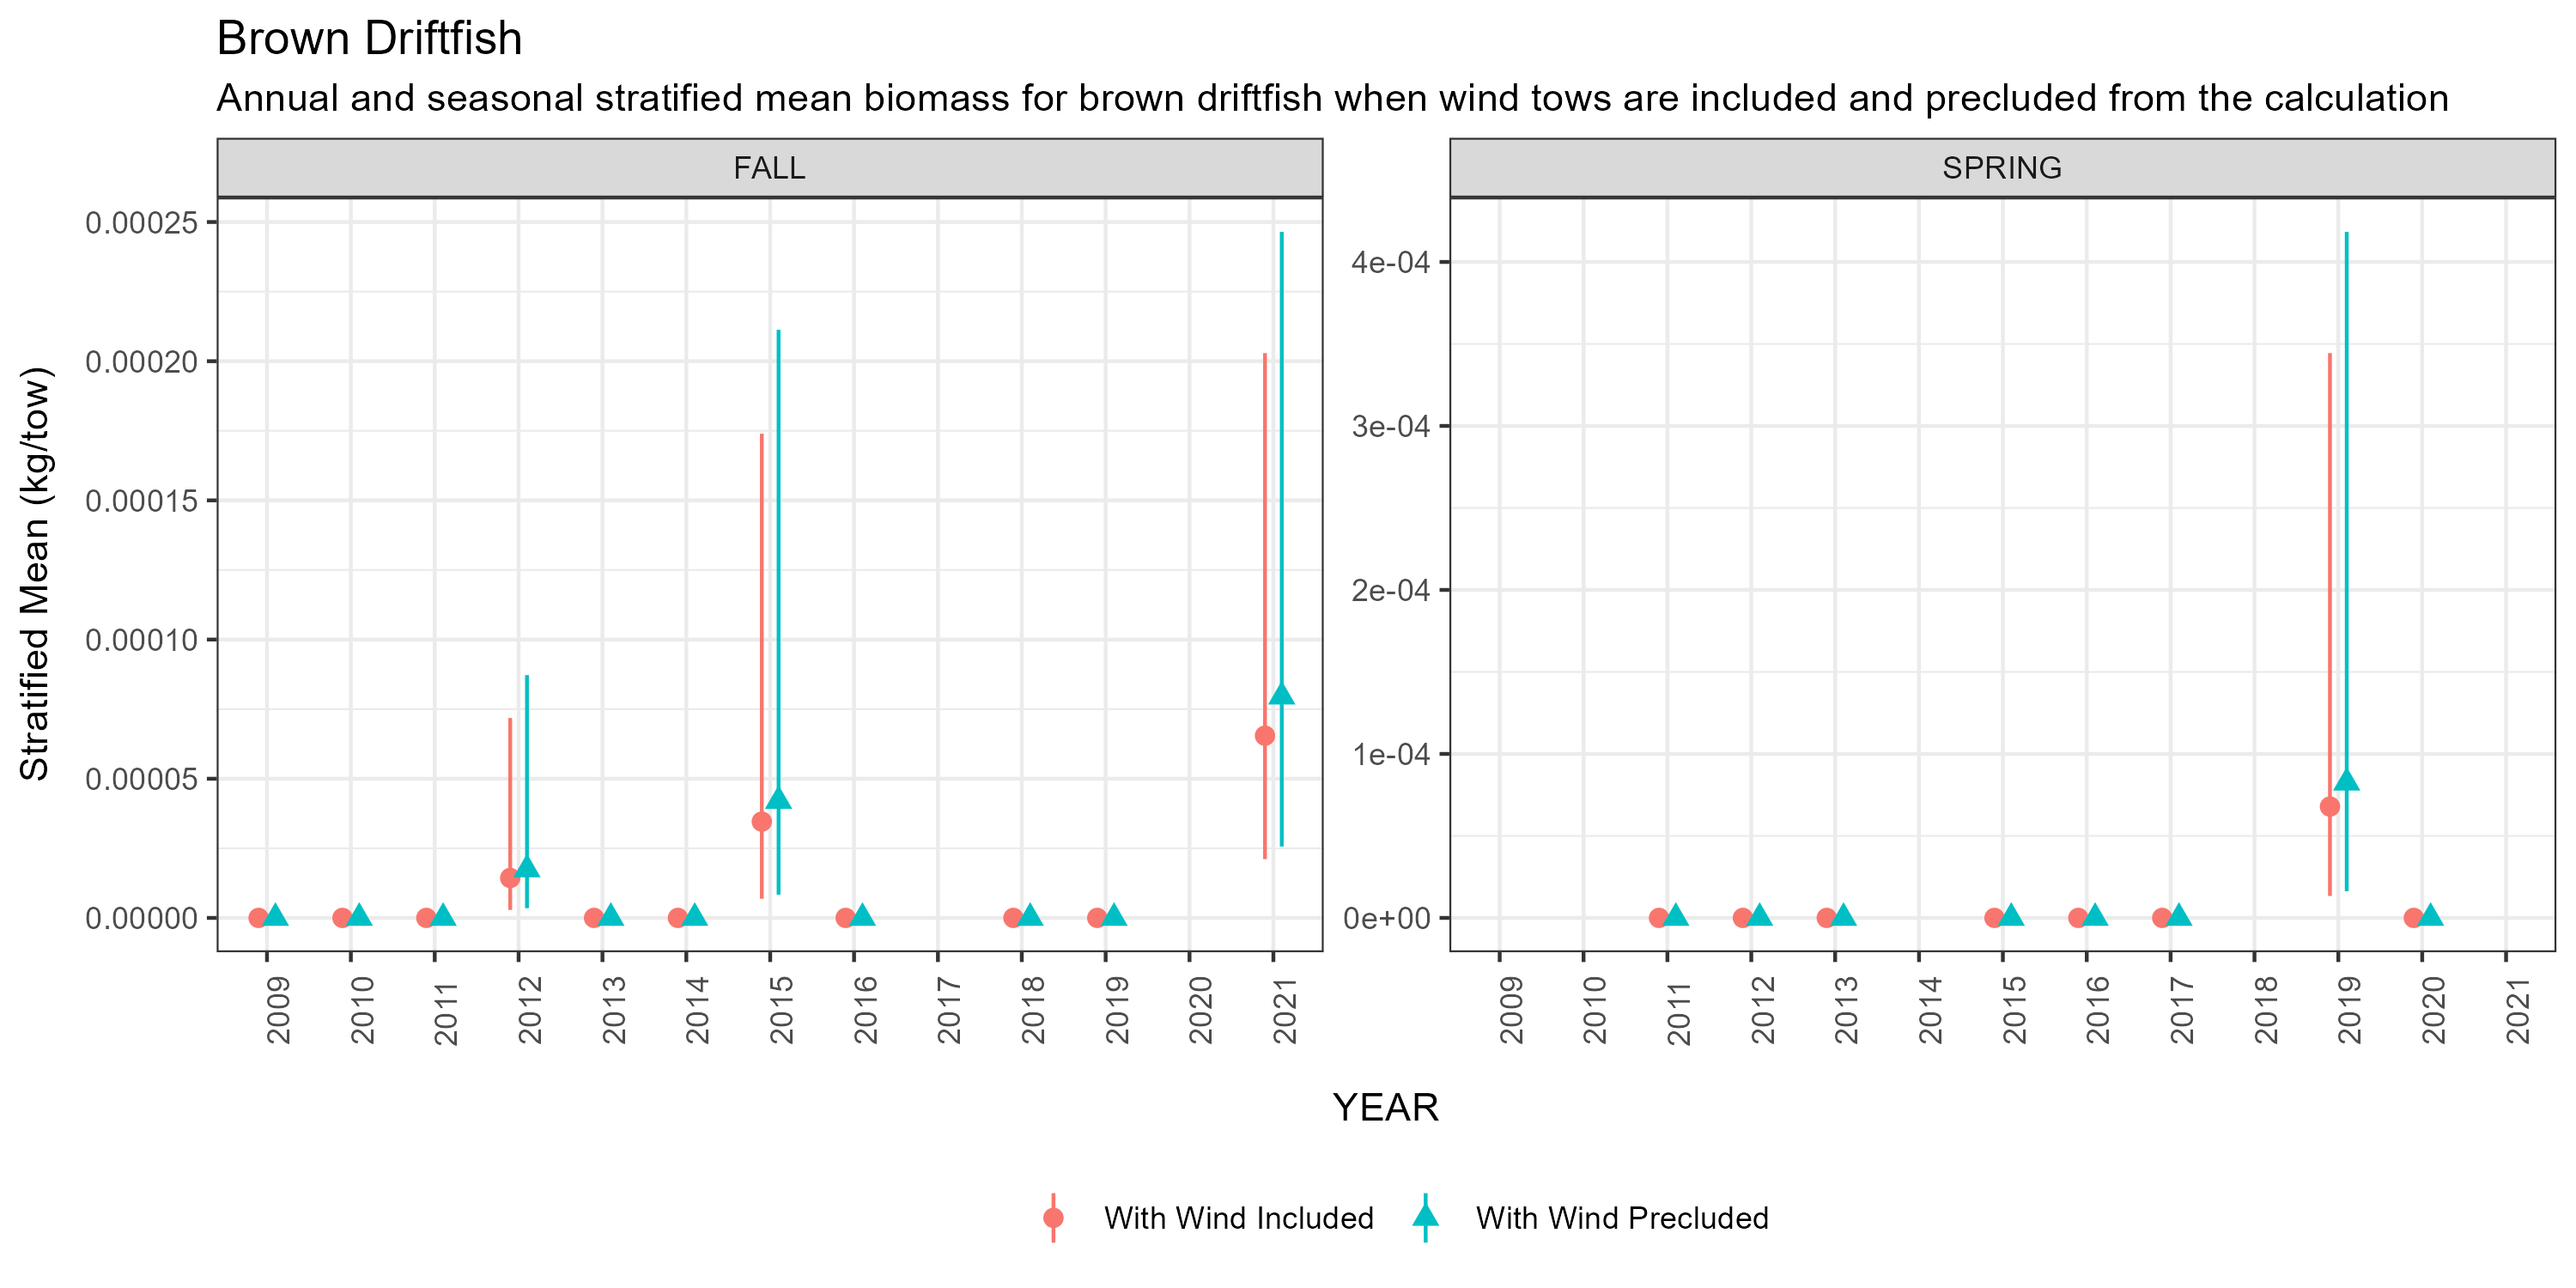 Brown Driftfish
Annual and seasonal stratified mean biomass for brown driftfish when wind tows are included and precluded from the calculation
FALL
SPRING
Stratified Mean (kg/tow)
0.00025
0.00020
0.00015
0.00010
0.00005
0.00000
4e-04
3e-04
2e-04
1e-04
0e+00
2009 2010 2011 2012 2013 2014 2015 2016 2017 2018 2019 2020 2021
2009 2010 2011 2012 2013 2014 2015 2016 2017 2018 2019 2020 2021
YEAR
With Wind Included
With Wind Precluded